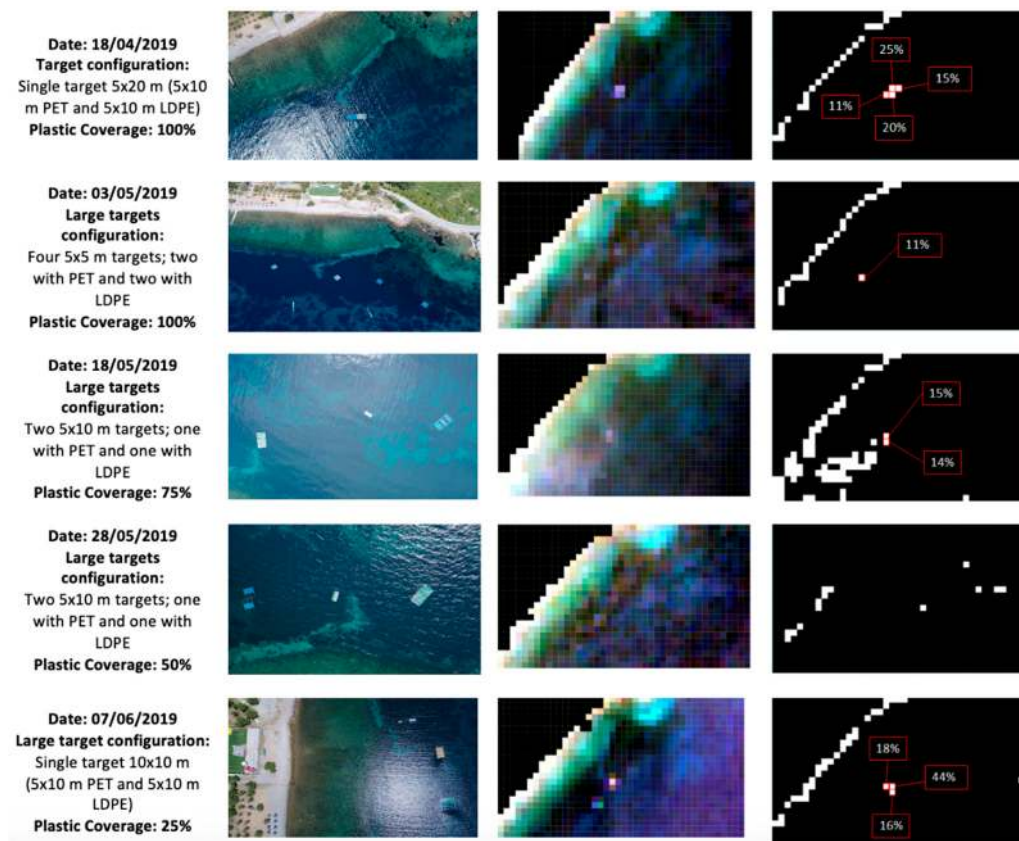 Date: 18/04/2019
Target configuration:
Single target 5x20 m (5x10
m PET and 5x10 m LDPE)
Plastic Coverage: 100%
25%
15%
11%
20%
Date: 03/05/2019
Large targets
configuration:
Four 5x5 m targets; two
with PET and two with
LDPE
Plastic Coverage: 100%
11%
Date: 18/05/2019
Large targets
configuration:
Two 5x10 m targets; one
with PET and one with
LDPE
Plastic Coverage: 75%
15%
14%
Date: 28/05/2019
Large targets
configuration:
Two 5x10 m targets; one
with PET and one with
LDPE
Plastic Coverage: 50%
Date: 07/06/2019
Large target configuration:
Single target 10x10 m
(5x10 m PET and 5x10 m
LDPE)
Plastic Coverage: 25%
18%
44%
16%